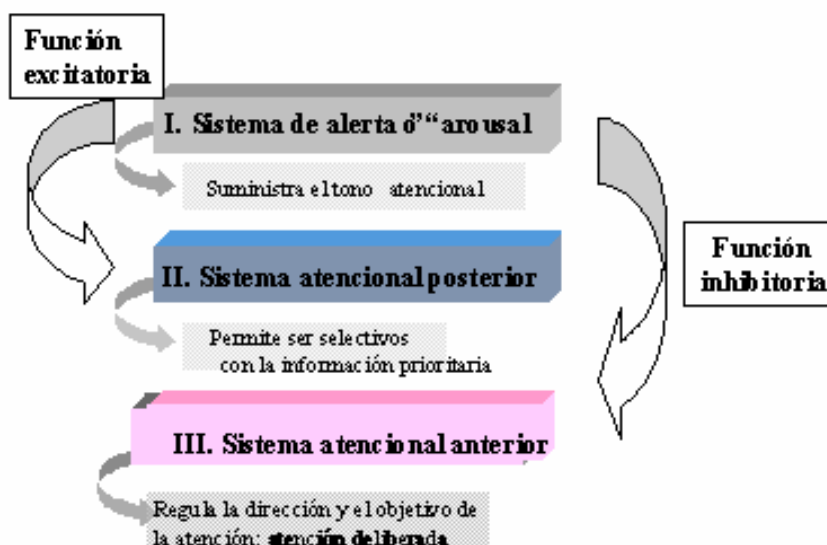 Función
excitatoria
I. Sistema de alerta ó’“ arousal
Suministra el tono atencional
II. Sistema atencional posterior
Función
inhibitoria
Permite ser selectivos
con la información prioritaria
III. Sistema atencional anterior
Regula la dirección y el objetivo de
la atención: atención deliberada